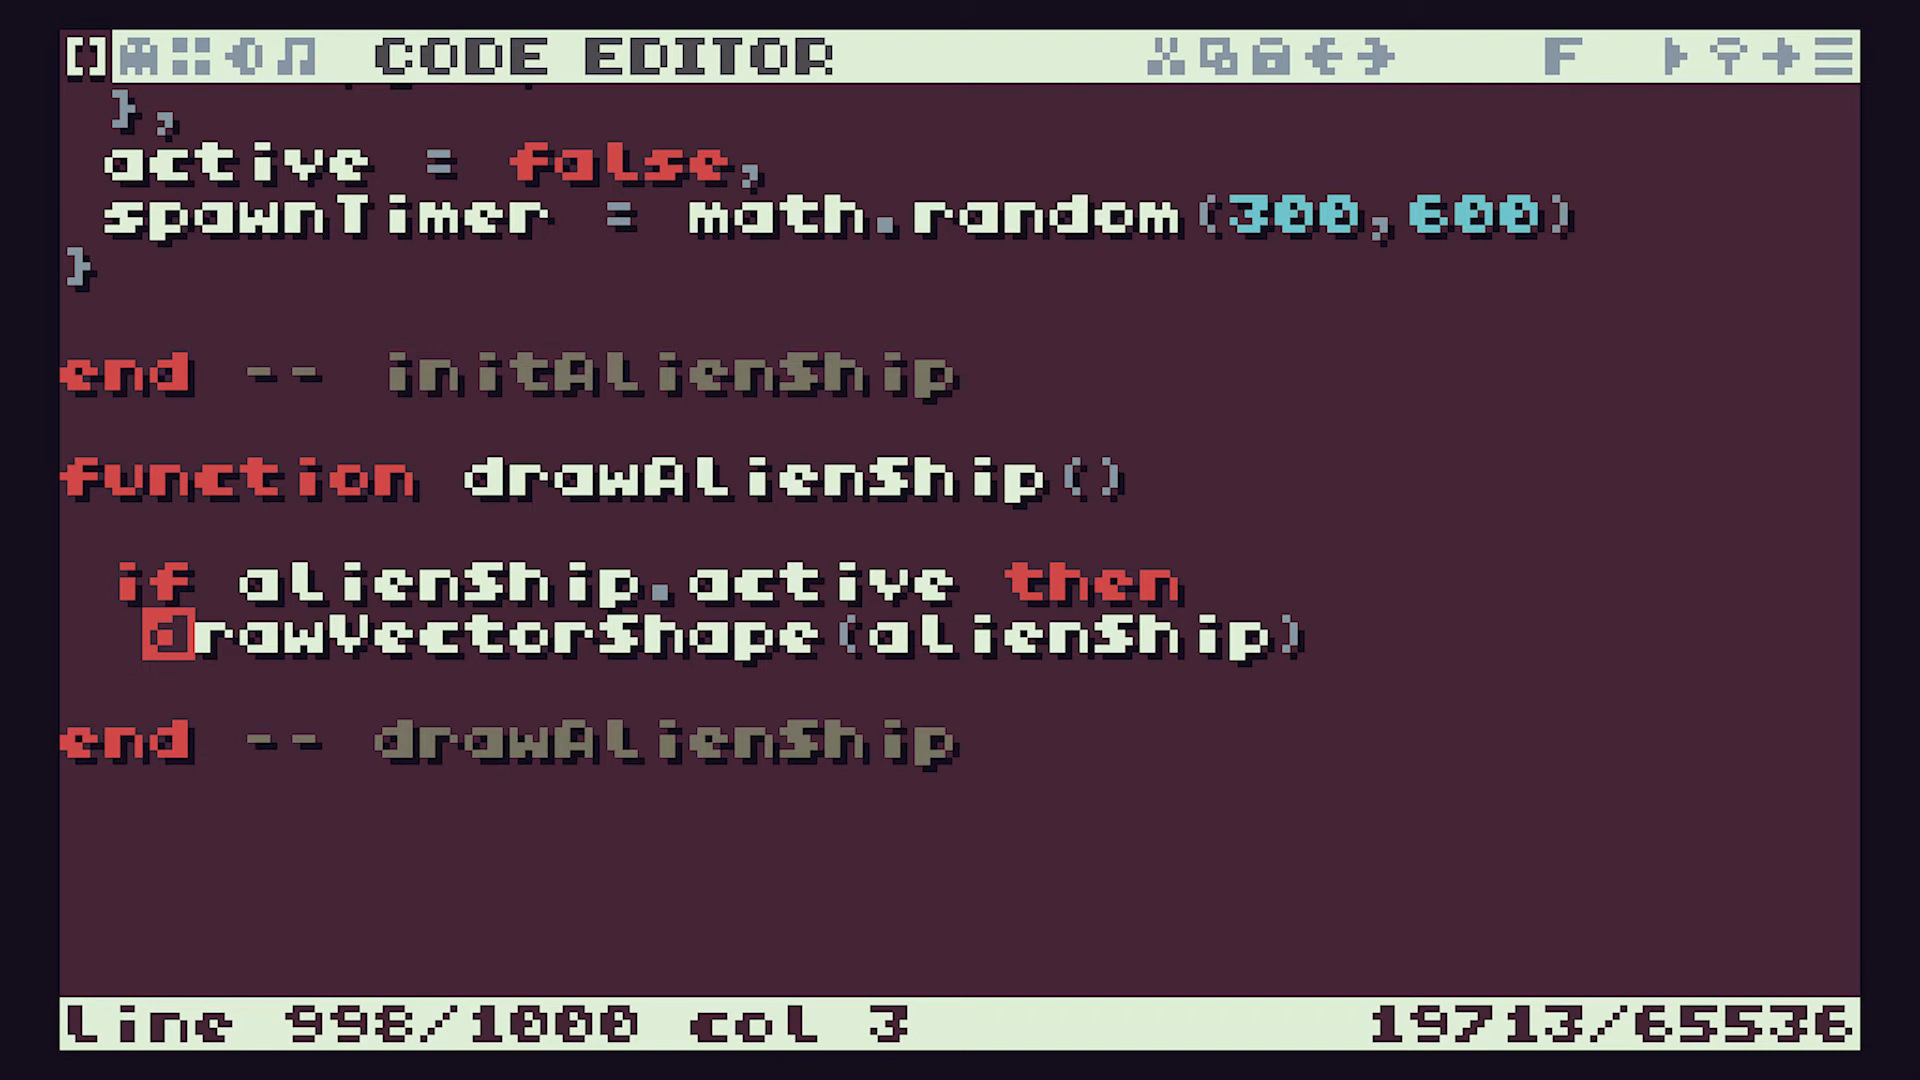 CODE EDITOR F
},
active = false,
spawnTimer = math.random(300,600)
}
end -- initAlienShip
function drawAlienShip()
if alienShip.active then
drawVectorShape(alienShip)
end -- drawAlienShip
line 998/1000 col 3 19713/65536